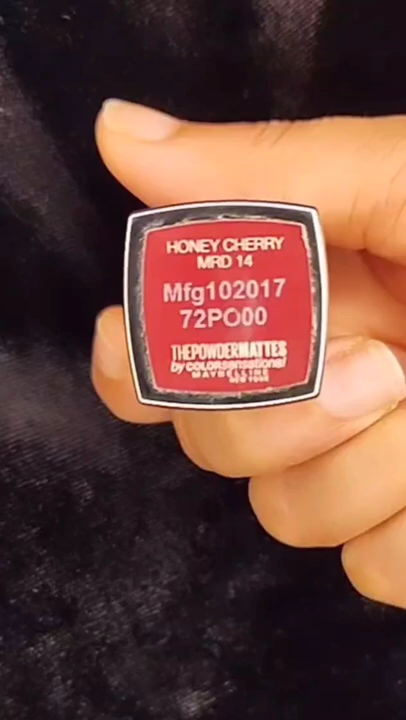 HONEY CHERRY
MRD 14
Mfg102017
72PO00
THEPOWDERMATTES
by COLORsensational
MAYBELLINE
NEW YORK